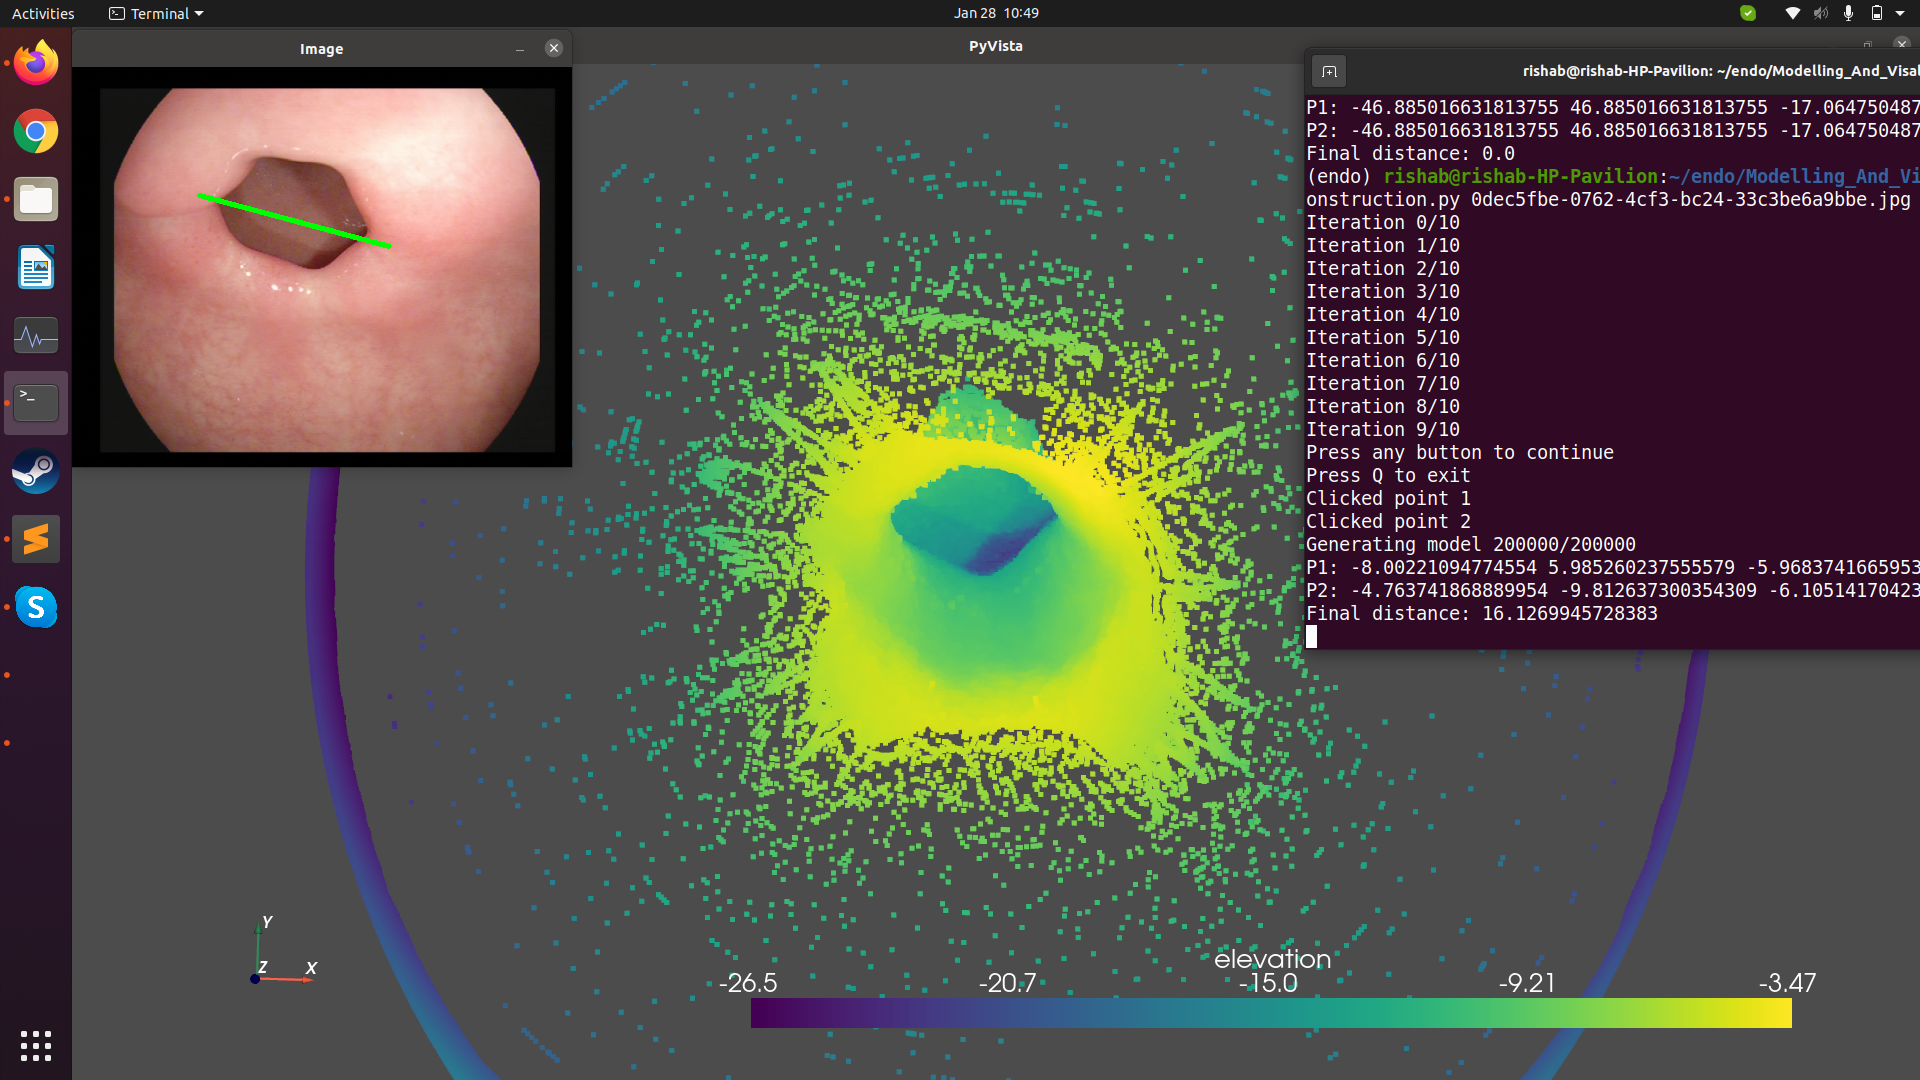 Activities
Terminal
Jan 28 10:49
Image
PyVista
rishab@rishab-HP-Pavilion: ~/endo/Modelling_And_Visal
P1: -46.885016631813755 46.885016631813755 -17.064750487
P2: -46.885016631813755 46.885016631813755 -17.064750487
Final distance: 0.0
(endo) rishab@rishab-HP-Pavilion:~/endo/Modelling_And_Vi
onstruction.py 0dec5fbe-0762-4cf3-bc24-33c3be6a9bbe.jpg
Iteration 0/10
Iteration 1/10
Iteration 2/10
Iteration 3/10
Iteration 4/10
Iteration 5/10
Iteration 6/10
Iteration 7/10
Iteration 8/10
Iteration 9/10
Press any button to continue
Press Q to exit
Clicked point 1
Clicked point 2
Generating model 200000/200000
P1: -8.00221094774554 5.985260237555579 -5.9683741665953
P2: -4.763741868889954 -9.812637300354309 -6.10514170423
Final distance: 16.1269945728383
Y
Z
X
elevation
-26.5
-20.7
-15.0
-9.21
-3.47